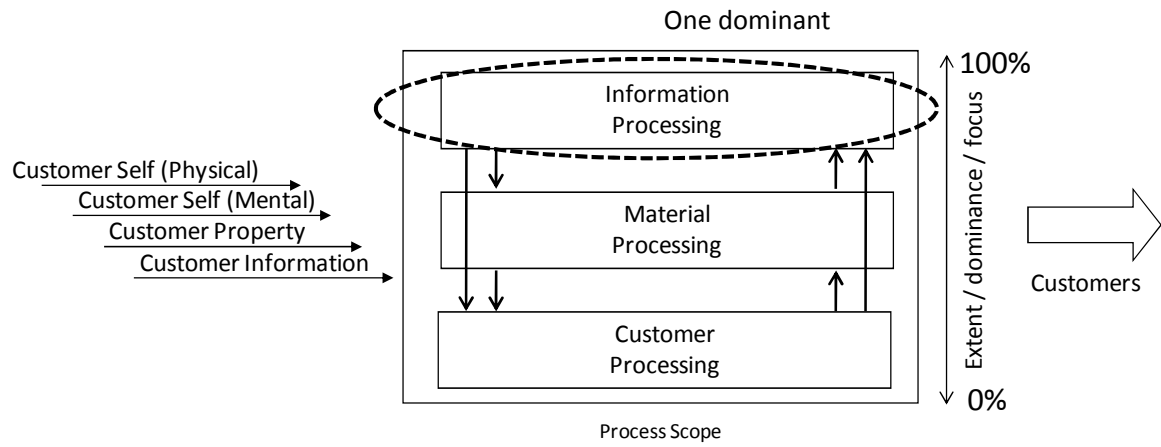 One dominant
Information
Processing
100%
Customer Self (Physical)
Customer Self (Mental)
Customer Property
Customer Information
Material
Processing
Extent / dominance / focus
Customers
Customer
Processing
0%
Process Scope